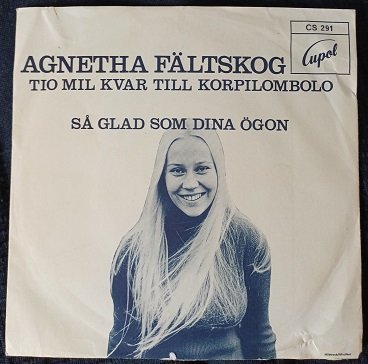 CS 291
Cupol
AGNETHA FÄLTSKOG
TIO MIL KVAR TILL KORPILOMBOLO
SÅ GLAD SOM DINA ÖGON